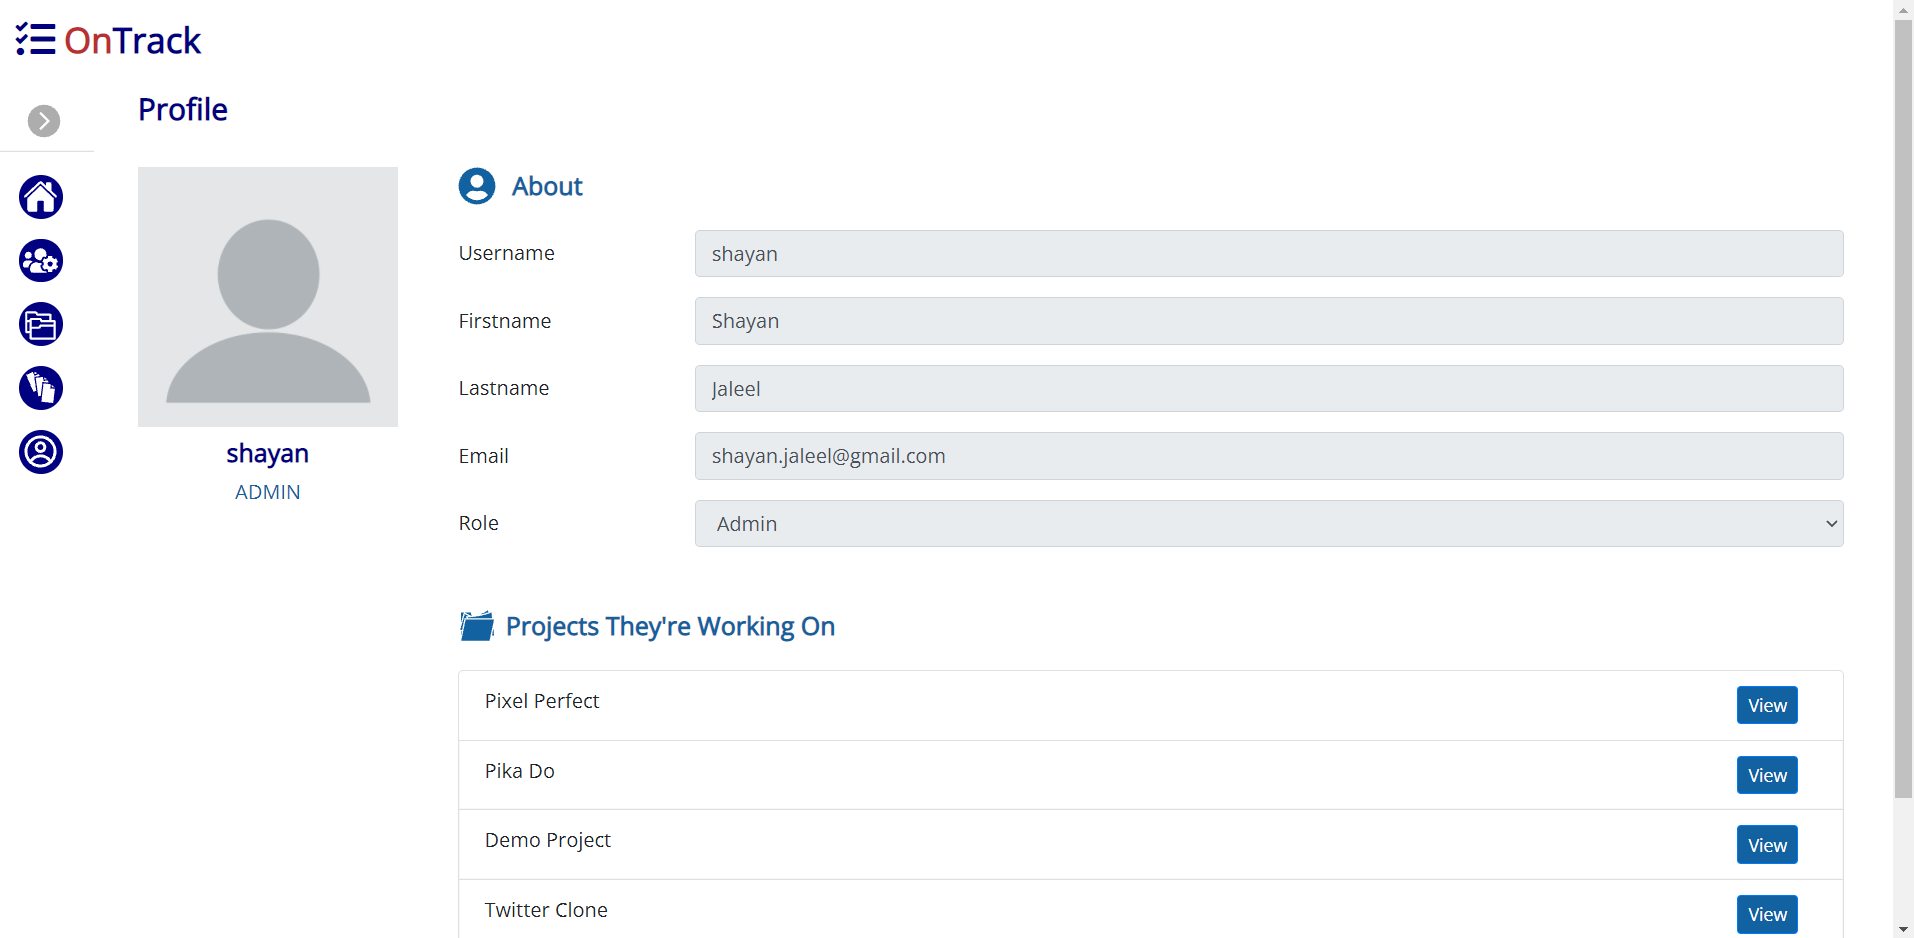 OnTrack
Profile
shayan
ADMIN
About
Username shayan
Firstname Shayan
Lastname Jaleel
Email shayan.jaleel@gmail.com
Role Admin
Projects They're Working On
Pixel Perfect View
Pika Do View
Demo Project View
Twitter Clone View